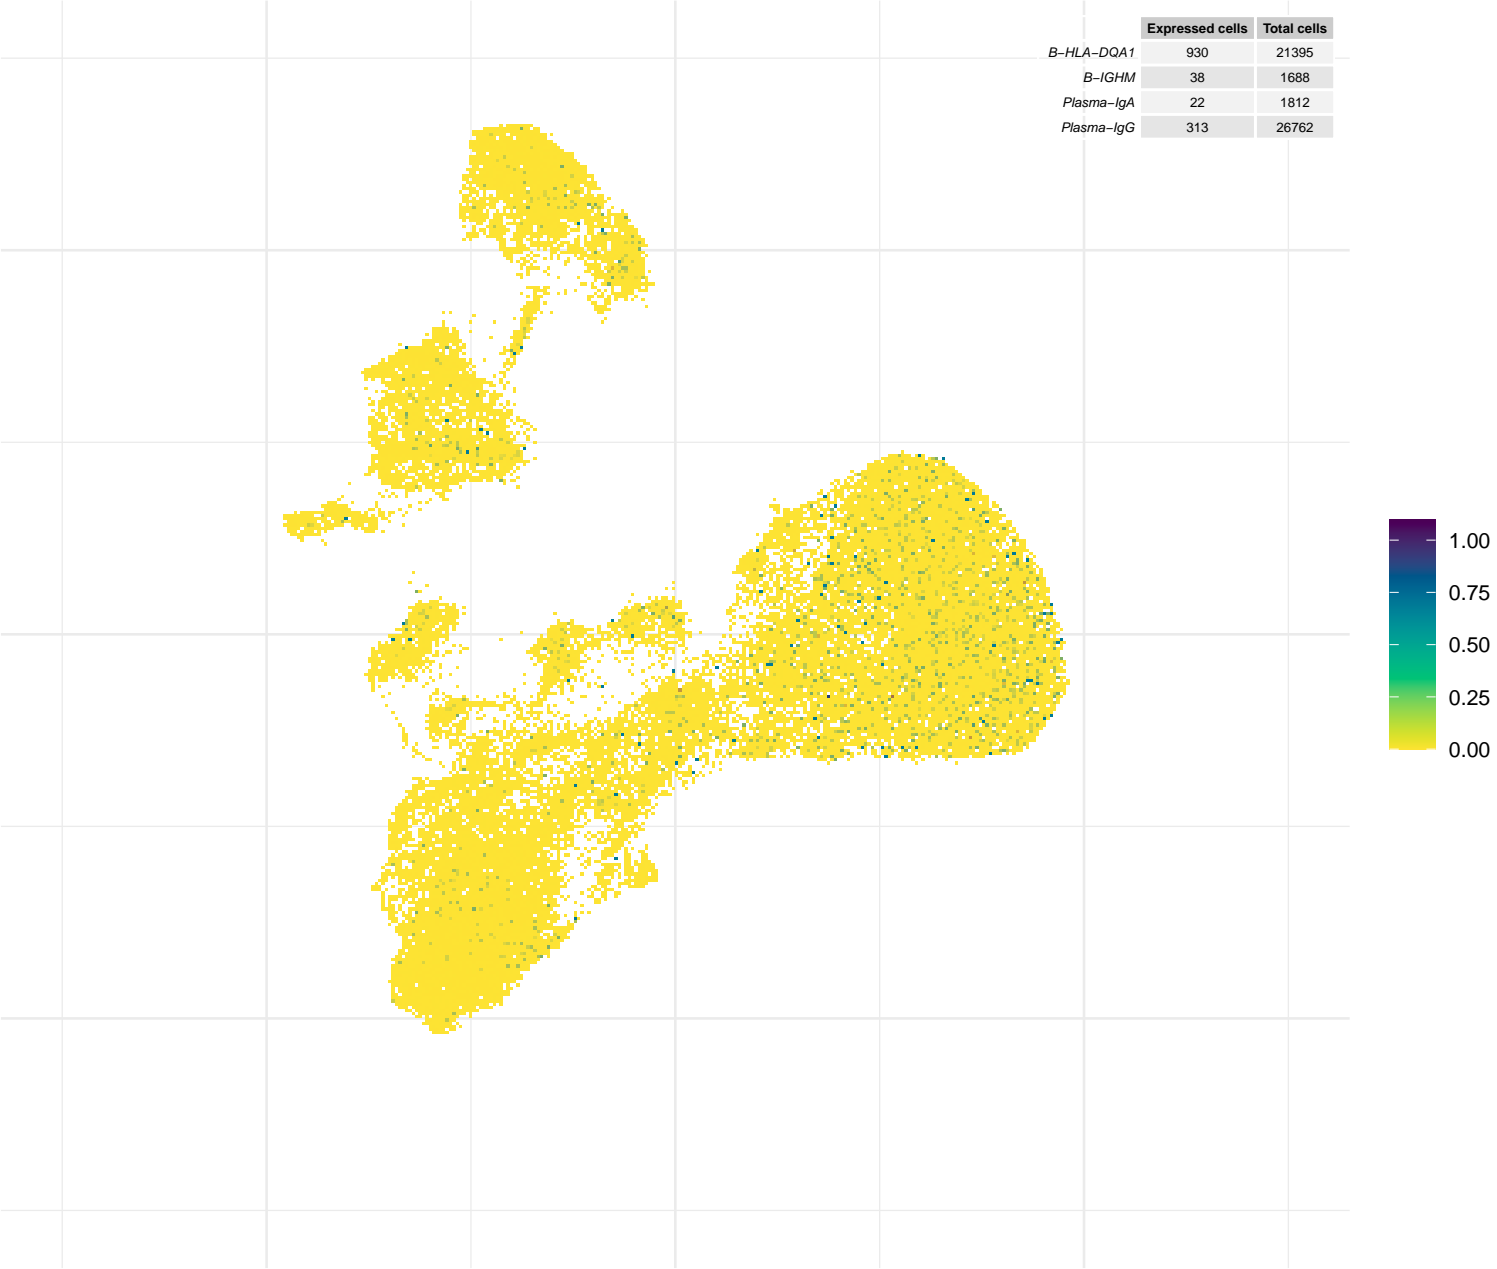 Expressed cells Total cells
B−HLA−DQA1 930 21395
B−IGHM 38 1688
Plasma−IgA 22 1812
Plasma−IgG 313 26762
1.00
0.75
0.50
0.25
0.00